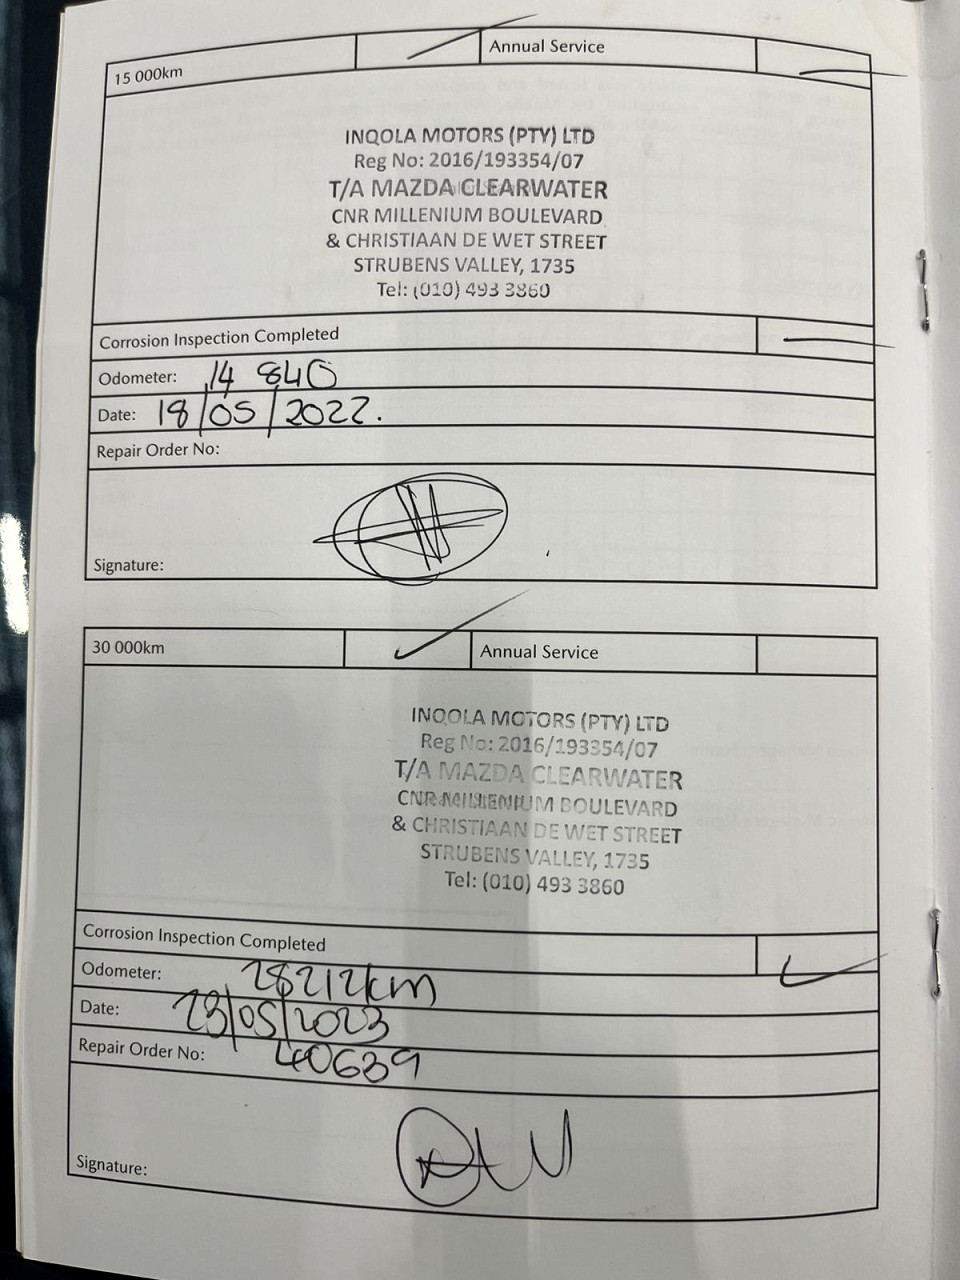 15 000km Annual Service
INQOLA MOTORS (PTY) LTD
Reg No: 2016/193354/07
T/A MAZDA CLEARWATER
CNR MILLENIUM BOULEVARD
& CHRISTIAAN DE WET STREET
STRUBENS VALLEY, 1735
Tel: (010) 493 3860
Corrosion Inspection Completed
Odometer: 14 840
Date: 18/05/2022.
Repair Order No:
Signature:
30 000km Annual Service
INQOLA MOTORS (PTY) LTD
Reg No: 2016/193354/07
T/A MAZDA CLEARWATER
CNR MILLENIUM BOULEVARD
& CHRISTIAAN DE WET STREET
STRUBENS VALLEY, 1735
Tel: (010) 493 3860
Corrosion Inspection Completed
Odometer: 28212km
Date: 23/05/2023
Repair Order No: 40639
Signature: